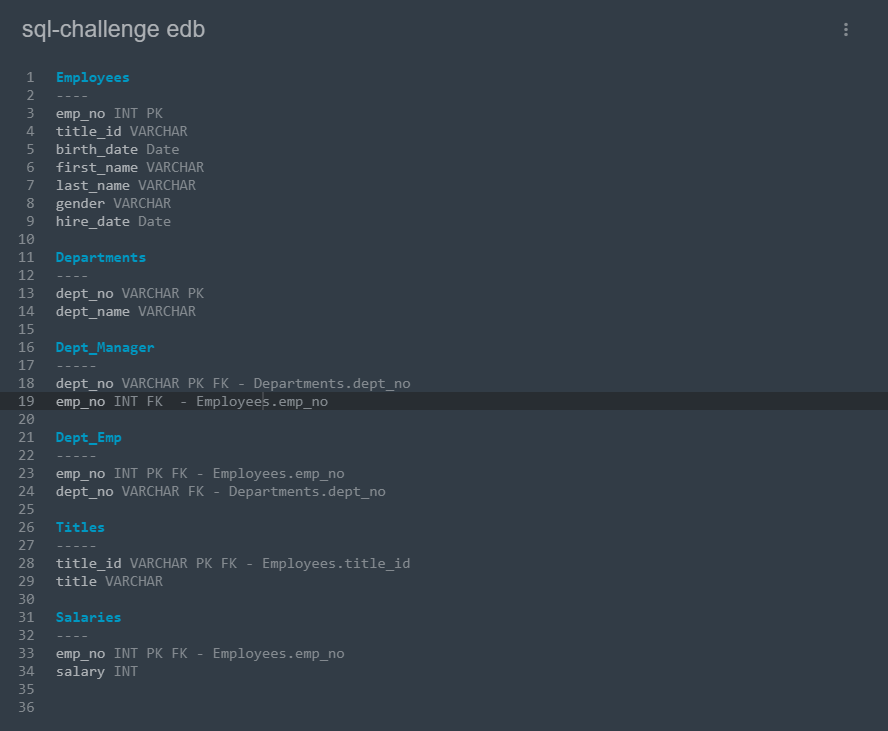 sql-challenge edb
1 Employees
2 ----
3 emp_no INT PK
4 title_id VARCHAR
5 birth_date Date
6 first_name VARCHAR
7 last_name VARCHAR
8 gender VARCHAR
9 hire_date Date
10
11 Departments
12 ----
13 dept_no VARCHAR PK
14 dept_name VARCHAR
15
16 Dept_Manager
17 -----
18 dept_no VARCHAR PK FK - Departments.dept_no
19 emp_no INT FK  - Employees.emp_no
20
21 Dept_Emp
22 -----
23 emp_no INT PK FK - Employees.emp_no
24 dept_no VARCHAR FK - Departments.dept_no
25
26 Titles
27 -----
28 title_id VARCHAR PK FK - Employees.title_id
29 title VARCHAR
30
31 Salaries
32 ----
33 emp_no INT PK FK - Employees.emp_no
34 salary INT
35
36